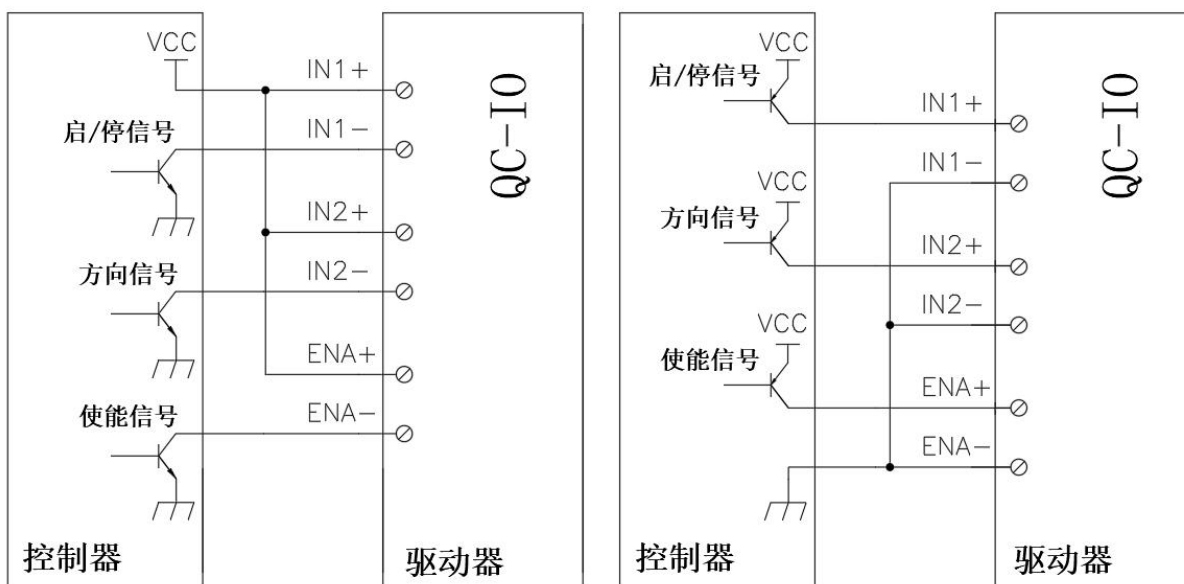 VCC
IN1+
启/停信号
IN1-
QC-IO
IN2+
方向信号
IN2-
ENA+
使能信号
ENA-
控制器
驱动器
VCC
启/停信号
IN1+
IN1-
QC-IO
VCC
方向信号
IN2+
IN2-
VCC
使能信号
ENA+
ENA-
控制器
驱动器